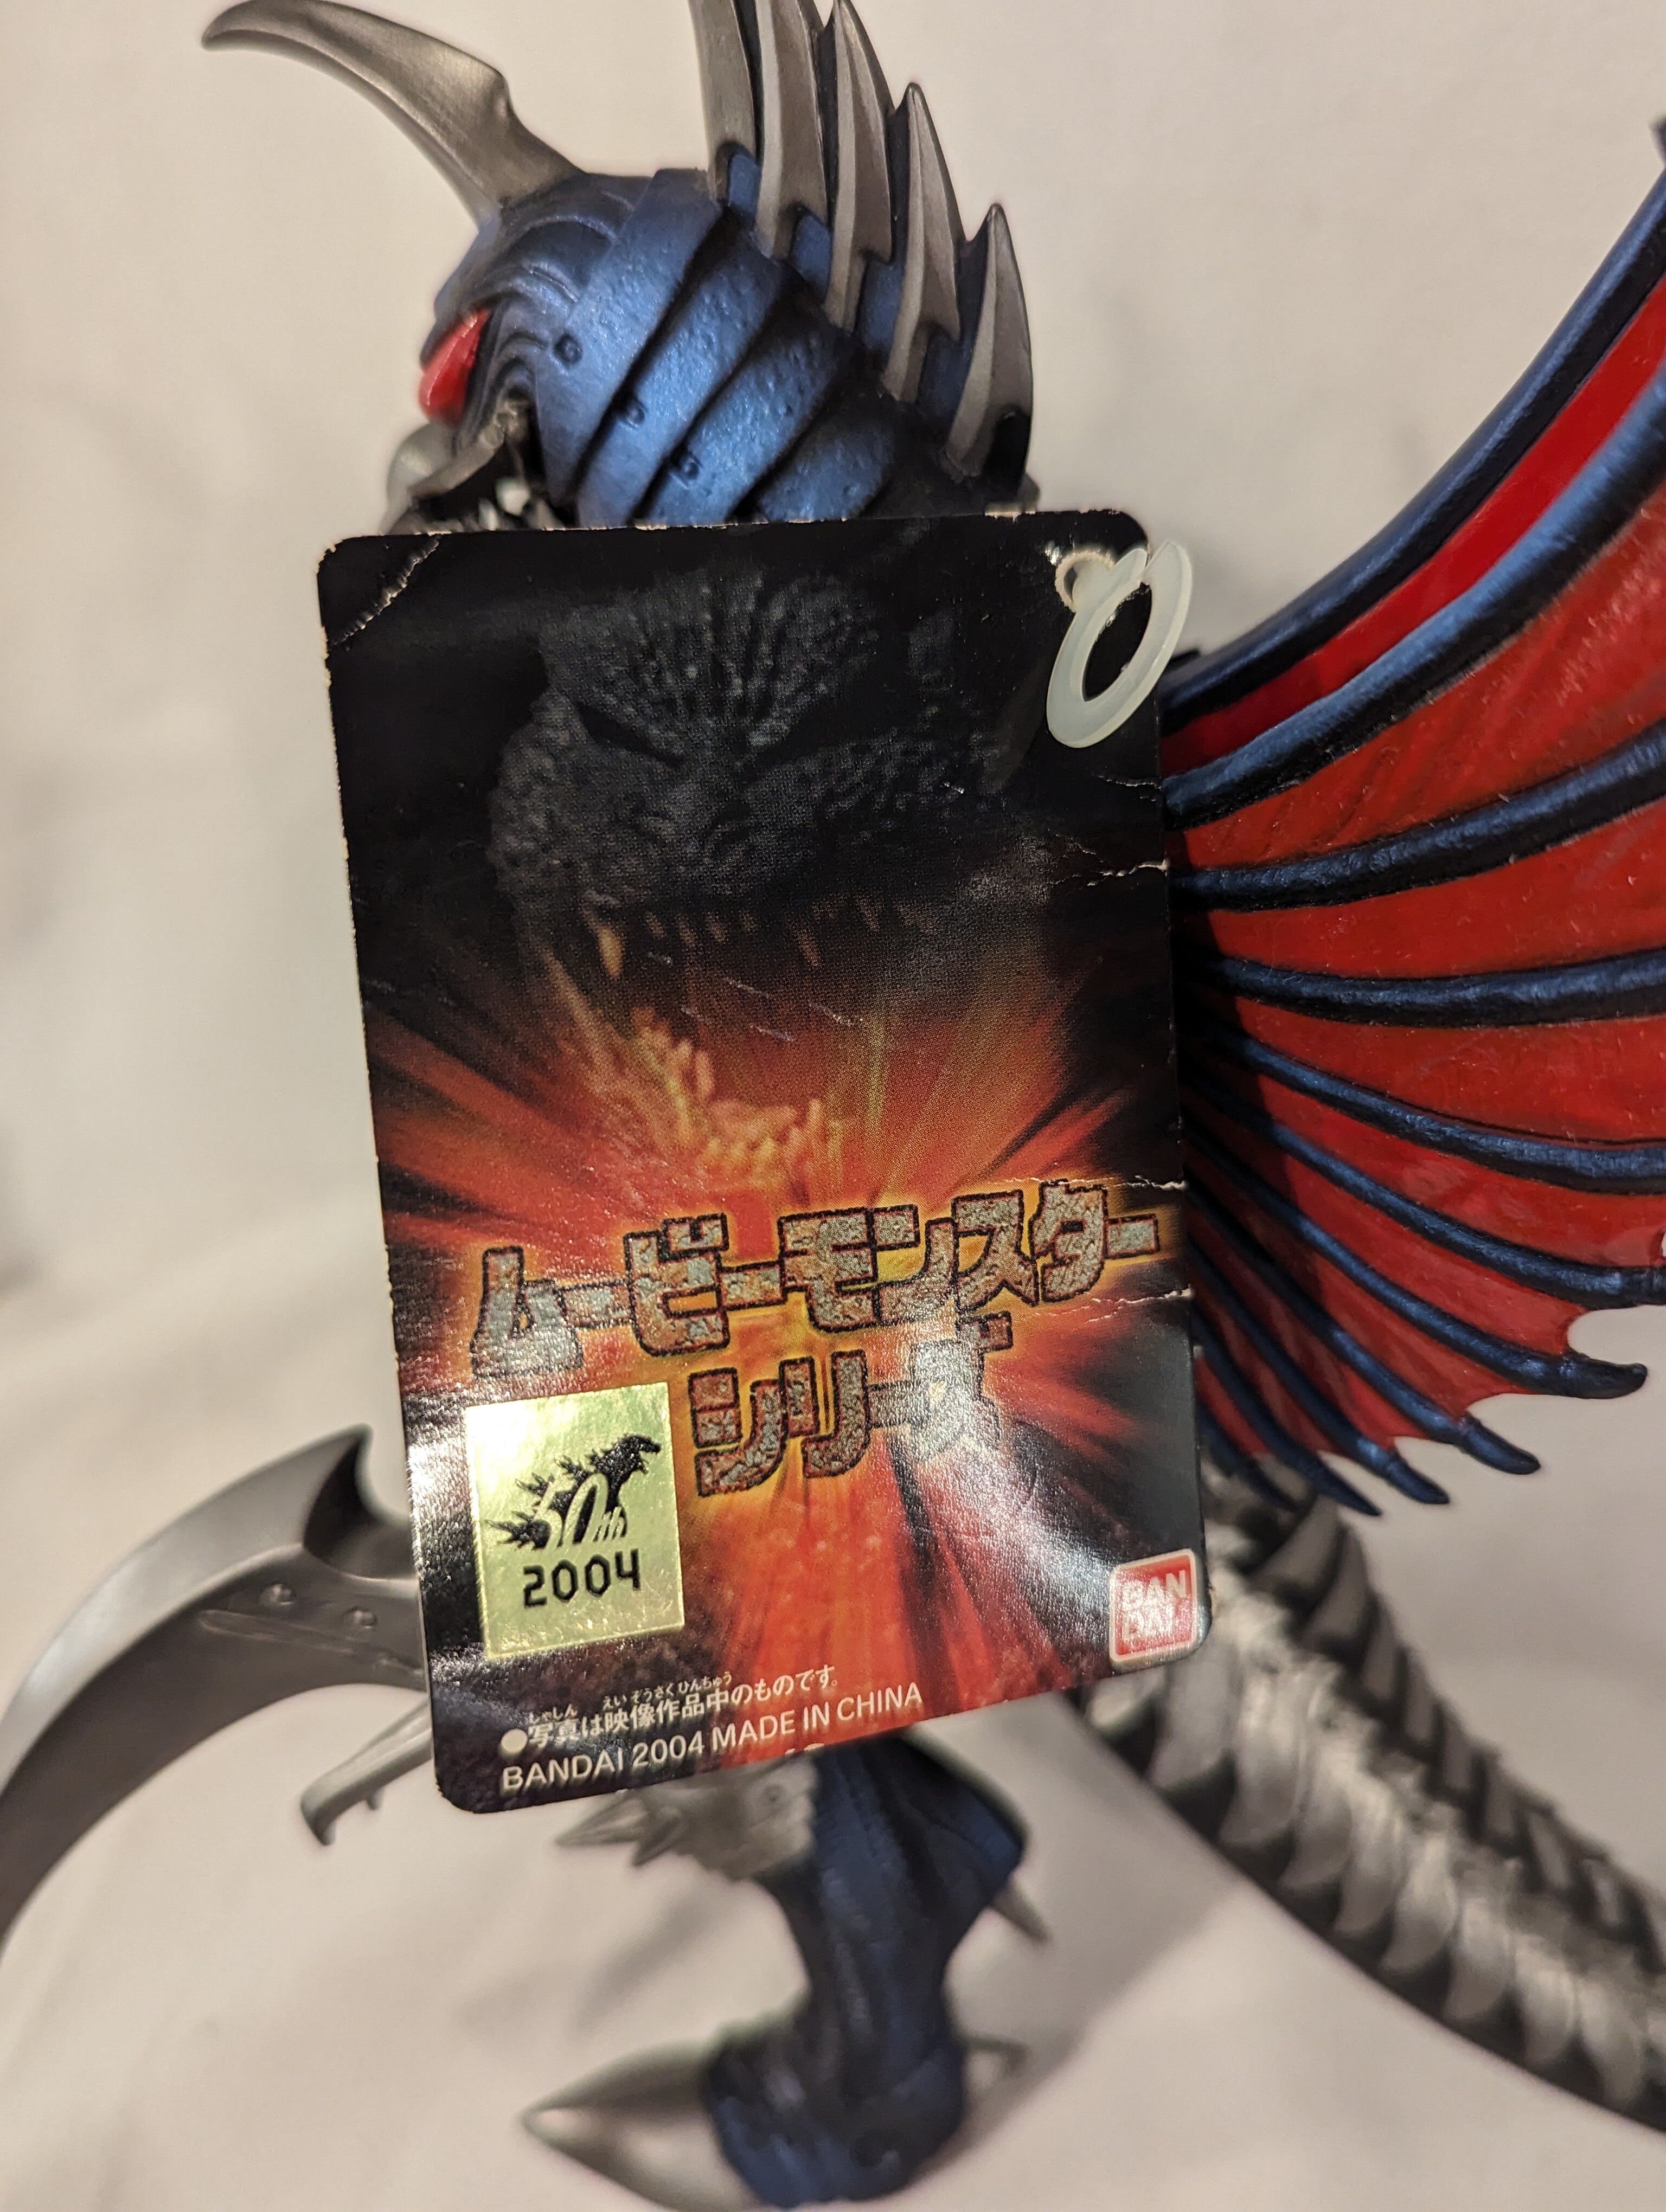 ムービーモンスター
シリーズ
50th
2004
BAN
DAI
しゃしん えいぞうさくひんちゅう
●写真は映像作品中のものです。
BANDAI 2004 MADE IN CHINA